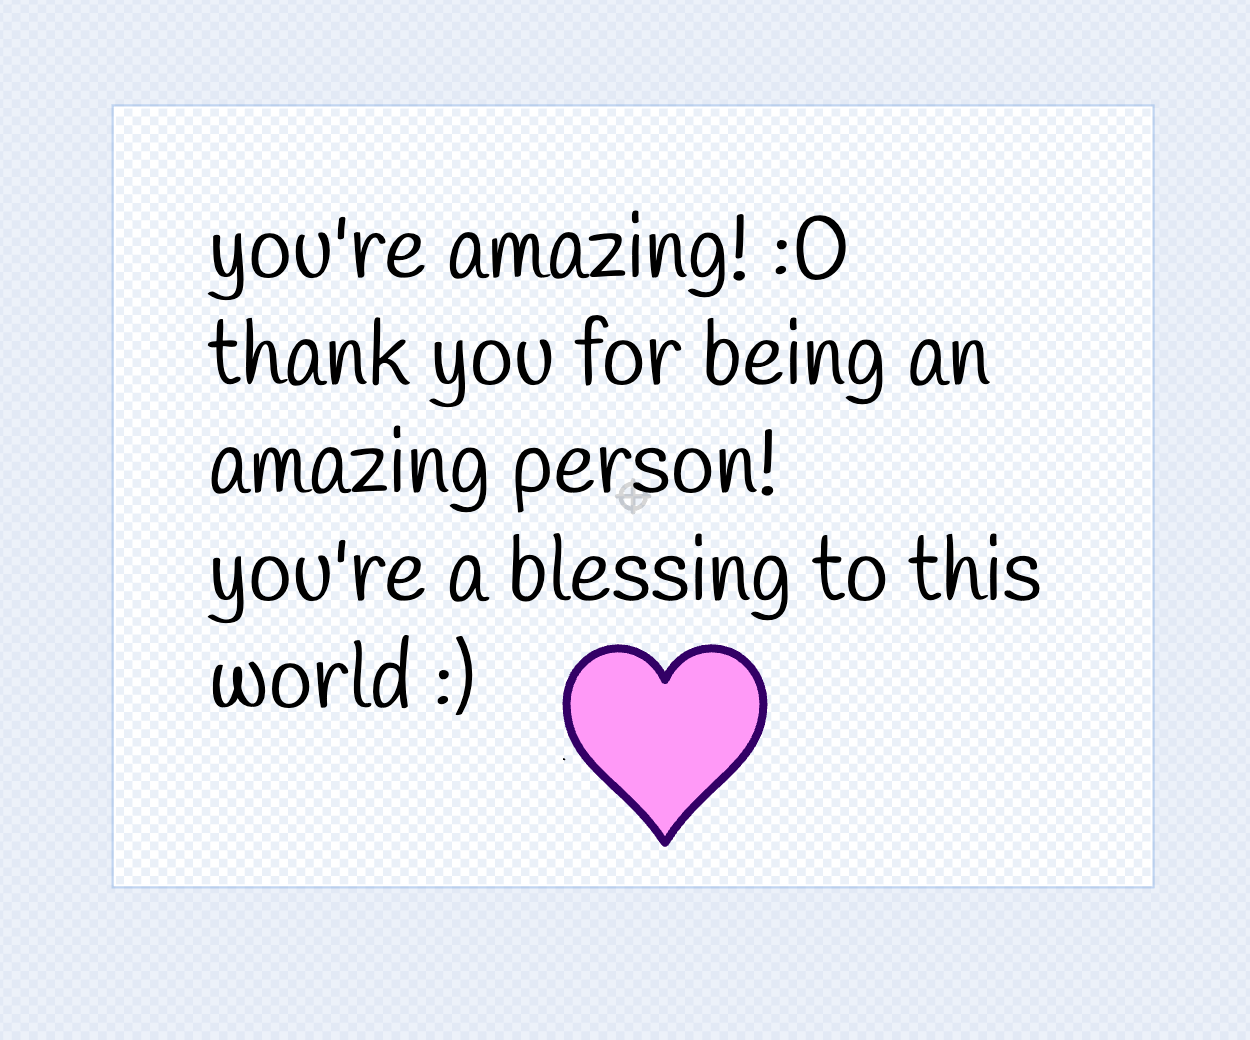 you're amazing! :O
thank you for being an
amazing person!
you're a blessing to this
world :)